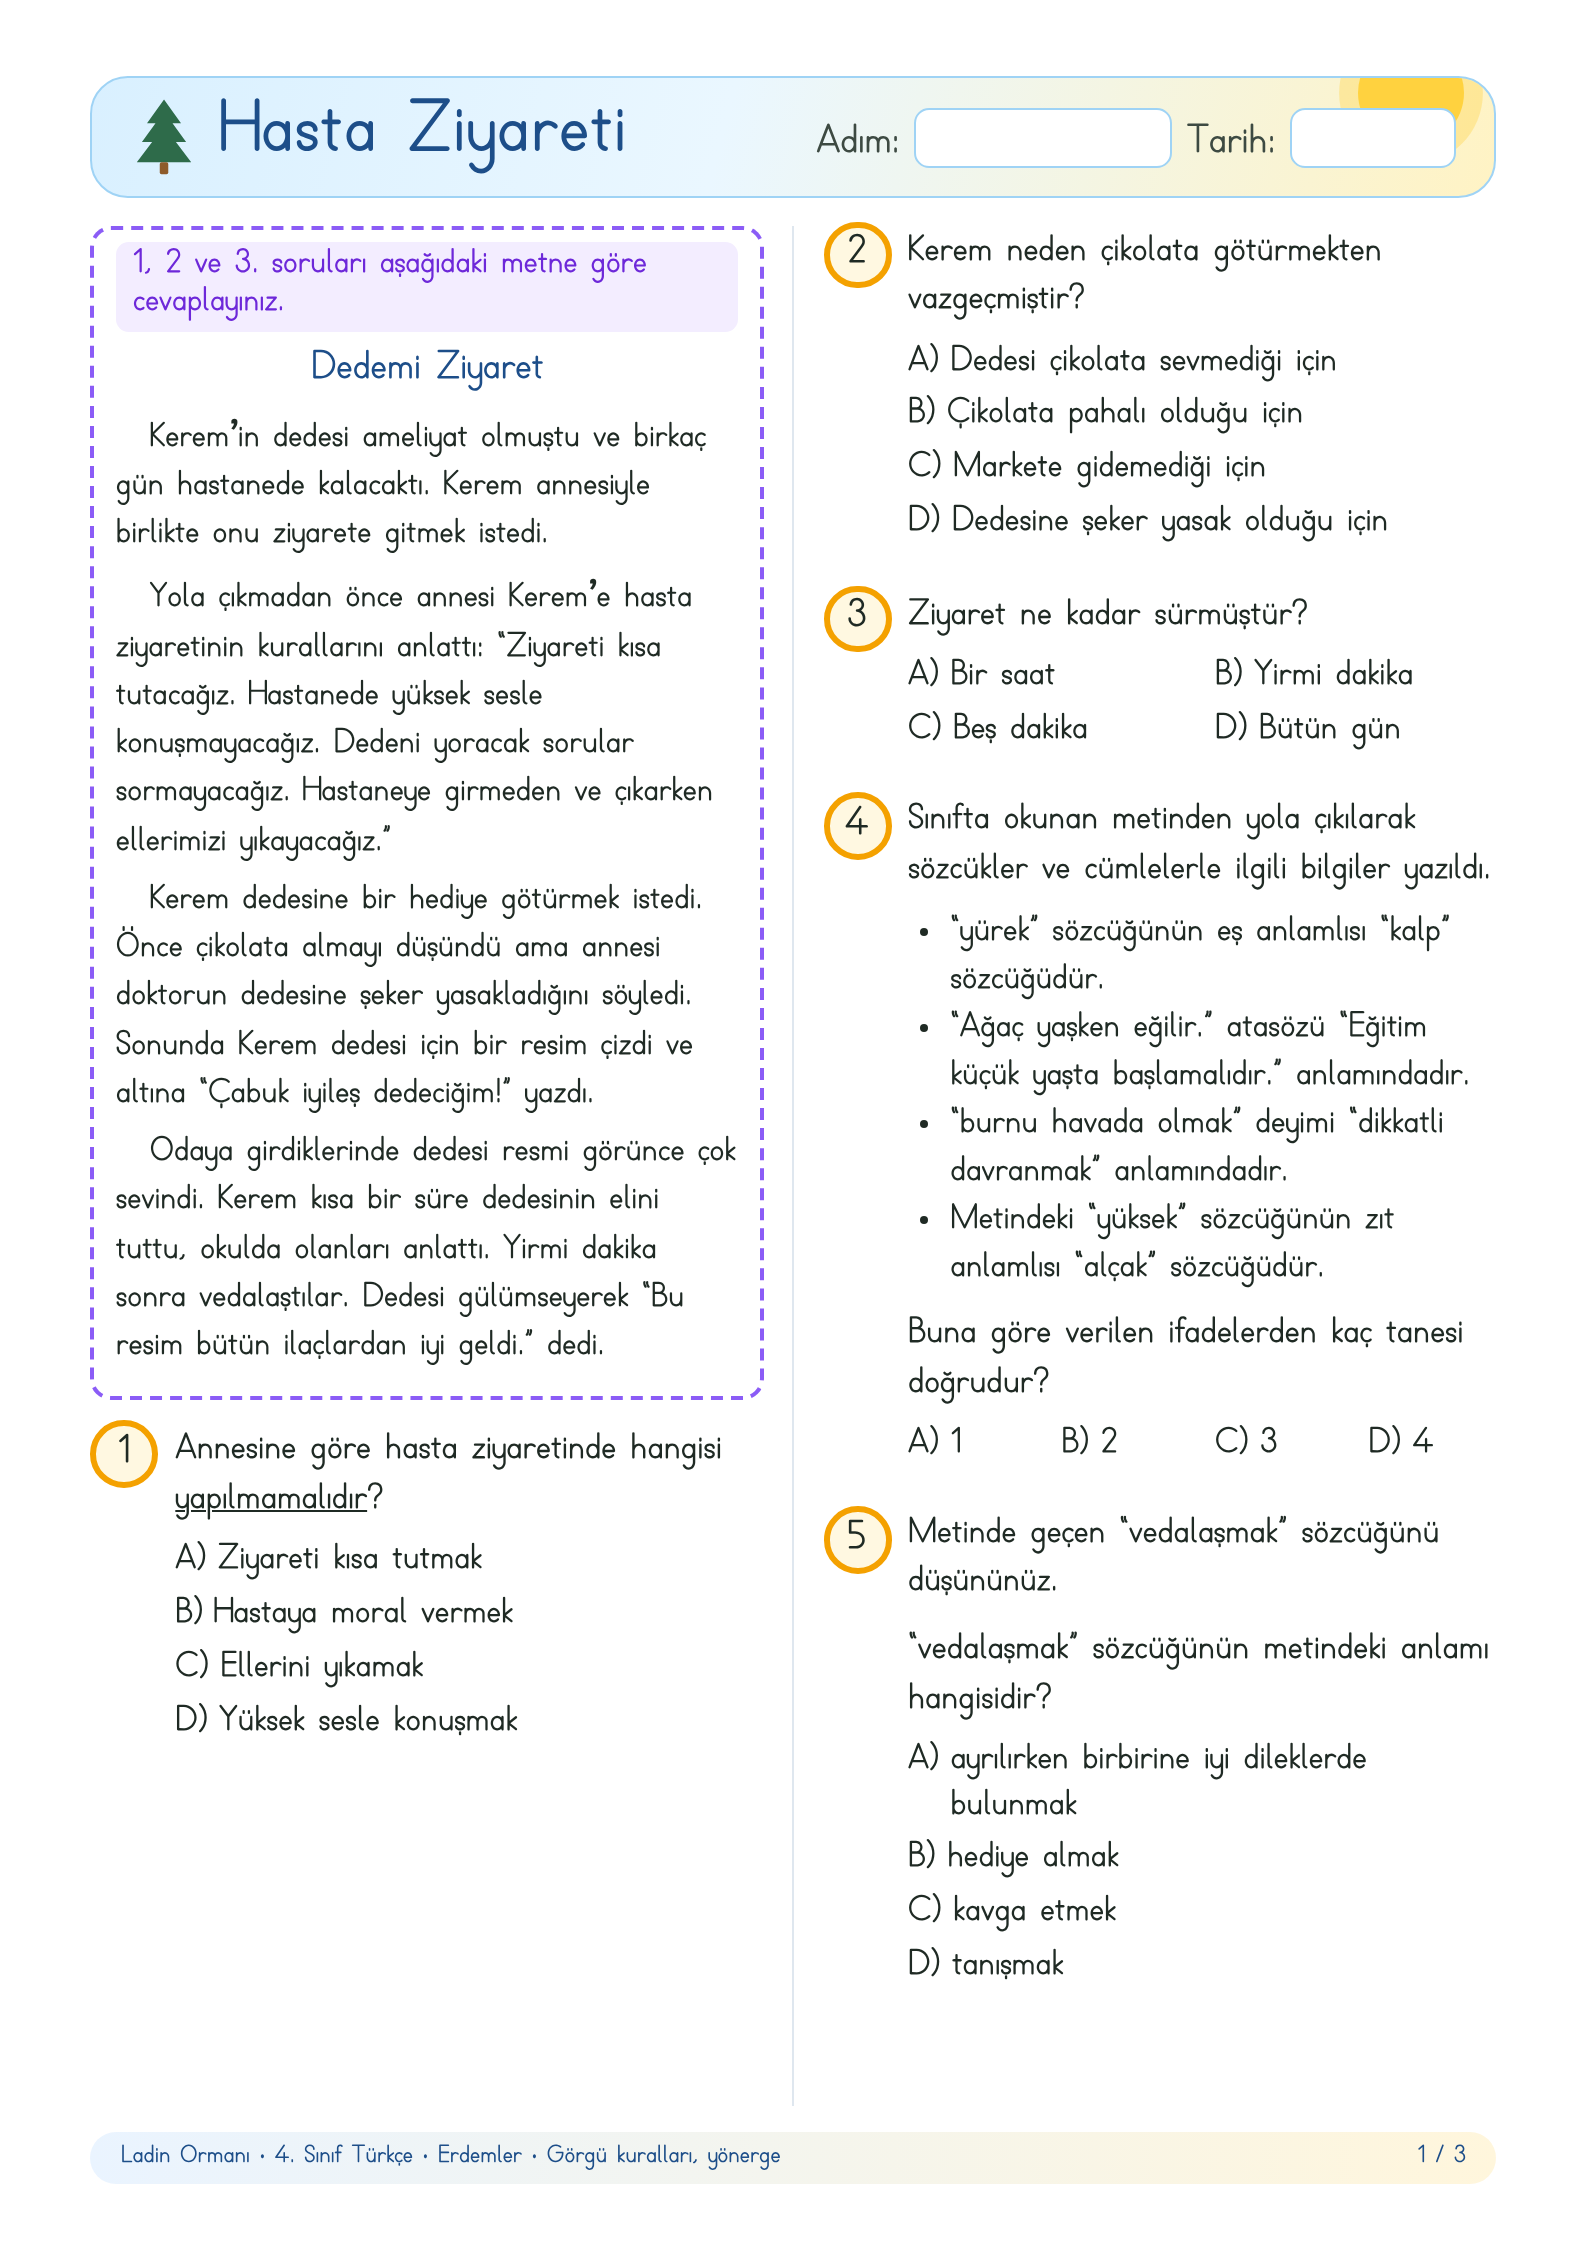 Hasta Ziyareti
Adım:
Tarih:
1, 2 ve 3. soruları aşağıdaki metne göre
cevaplayınız.
Dedemi Ziyaret
Kerem’in dedesi ameliyat olmuştu ve birkaç
gün hastanede kalacaktı. Kerem annesiyle
birlikte onu ziyarete gitmek istedi.
Yola çıkmadan önce annesi Kerem’e hasta
ziyaretinin kurallarını anlattı: “Ziyareti kısa
tutacağız. Hastanede yüksek sesle
konuşmayacağız. Dedeni yoracak sorular
sormayacağız. Hastaneye girmeden ve çıkarken
ellerimizi yıkayacağız.”
Kerem dedesine bir hediye götürmek istedi.
Önce çikolata almayı düşündü ama annesi
doktorun dedesine şeker yasakladığını söyledi.
Sonunda Kerem dedesi için bir resim çizdi ve
altına “Çabuk iyileş dedeciğim!” yazdı.
Odaya girdiklerinde dedesi resmi görünce çok
sevindi. Kerem kısa bir süre dedesinin elini
tuttu, okulda olanları anlattı. Yirmi dakika
sonra vedalaştılar. Dedesi gülümseyerek “Bu
resim bütün ilaçlardan iyi geldi.” dedi.
1 Annesine göre hasta ziyaretinde hangisi
yapılmamalıdır?
A) Ziyareti kısa tutmak
B) Hastaya moral vermek
C) Ellerini yıkamak
D) Yüksek sesle konuşmak
2 Kerem neden çikolata götürmekten
vazgeçmiştir?
A) Dedesi çikolata sevmediği için
B) Çikolata pahalı olduğu için
C) Markete gidemediği için
D) Dedesine şeker yasak olduğu için
3 Ziyaret ne kadar sürmüştür?
A) Bir saat B) Yirmi dakika
C) Beş dakika D) Bütün gün
4 Sınıfta okunan metinden yola çıkılarak
sözcükler ve cümlelerle ilgili bilgiler yazıldı.
• “yürek” sözcüğünün eş anlamlısı “kalp”
sözcüğüdür.
• “Ağaç yaşken eğilir.” atasözü “Eğitim
küçük yaşta başlamalıdır.” anlamındadır.
• “burnu havada olmak” deyimi “dikkatli
davranmak” anlamındadır.
• Metindeki “yüksek” sözcüğünün zıt
anlamlısı “alçak” sözcüğüdür.
Buna göre verilen ifadelerden kaç tanesi
doğrudur?
A) 1 B) 2 C) 3 D) 4
5 Metinde geçen “vedalaşmak” sözcüğünü
düşününüz.
“vedalaşmak” sözcüğünün metindeki anlamı
hangisidir?
A) ayrılırken birbirine iyi dileklerde
bulunmak
B) hediye almak
C) kavga etmek
D) tanışmak
Ladin Ormanı • 4. Sınıf Türkçe • Erdemler • Görgü kuralları, yönerge
1 / 3